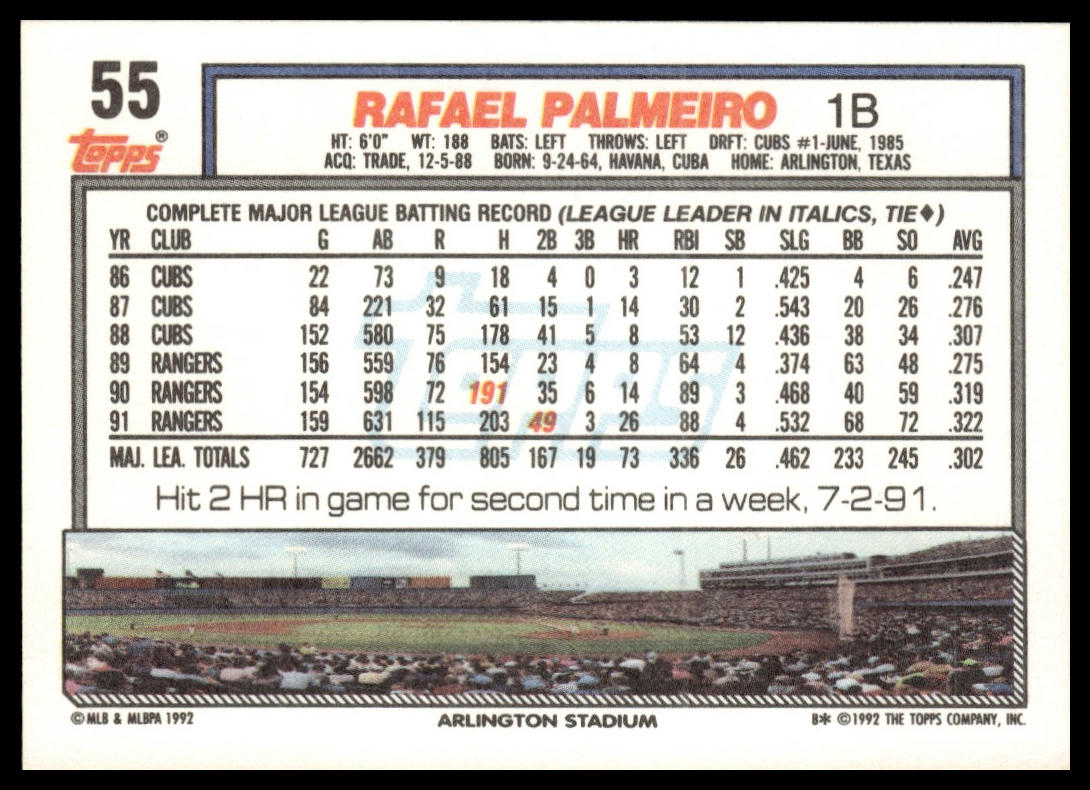 55
Topps®
RAFAEL PALMEIRO 1B
HT: 6'0" WT: 188 BATS: LEFT THROWS: LEFT DRFT: CUBS #1-JUNE, 1985
ACQ: TRADE, 12-5-88 BORN: 9-24-64, HAVANA, CUBA HOME: ARLINGTON, TEXAS
COMPLETE MAJOR LEAGUE BATTING RECORD (LEAGUE LEADER IN ITALICS, TIE♦)
YR CLUB G AB R H 2B 3B HR RBI SB SLG BB SO AVG
86 CUBS 22 73 9 18 4 0 3 12 1 .425 4 6 .247
87 CUBS 84 221 32 61 15 1 14 30 2 .543 20 26 .276
88 CUBS 152 580 75 178 41 5 8 53 12 .436 38 34 .307
89 RANGERS 156 559 76 154 23 4 8 64 4 .374 63 48 .275
90 RANGERS 154 598 72 191 35 6 14 89 3 .468 40 59 .319
91 RANGERS 159 631 115 203 49 3 26 88 4 .532 68 72 .322
MAJ. LEA. TOTALS 727 2662 379 805 167 19 73 336 26 .462 233 245 .302
Topps
Hit 2 HR in game for second time in a week, 7-2-91.
© MLB & MLBPA 1992
ARLINGTON STADIUM
B* © 1992 THE TOPPS COMPANY, INC.